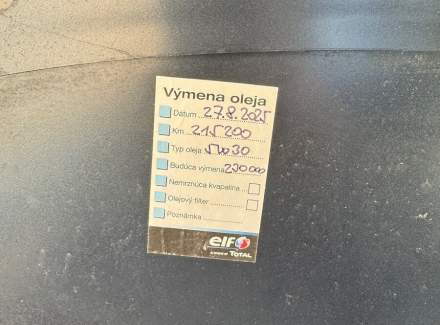 Výmena oleja
Dátum 27.8.2025
Km 215200
Typ oleja 5W30
Budúca výmena 230000
Nemrznúca kvapalina
Olejový filter
Poznámka
elf
TOTAL